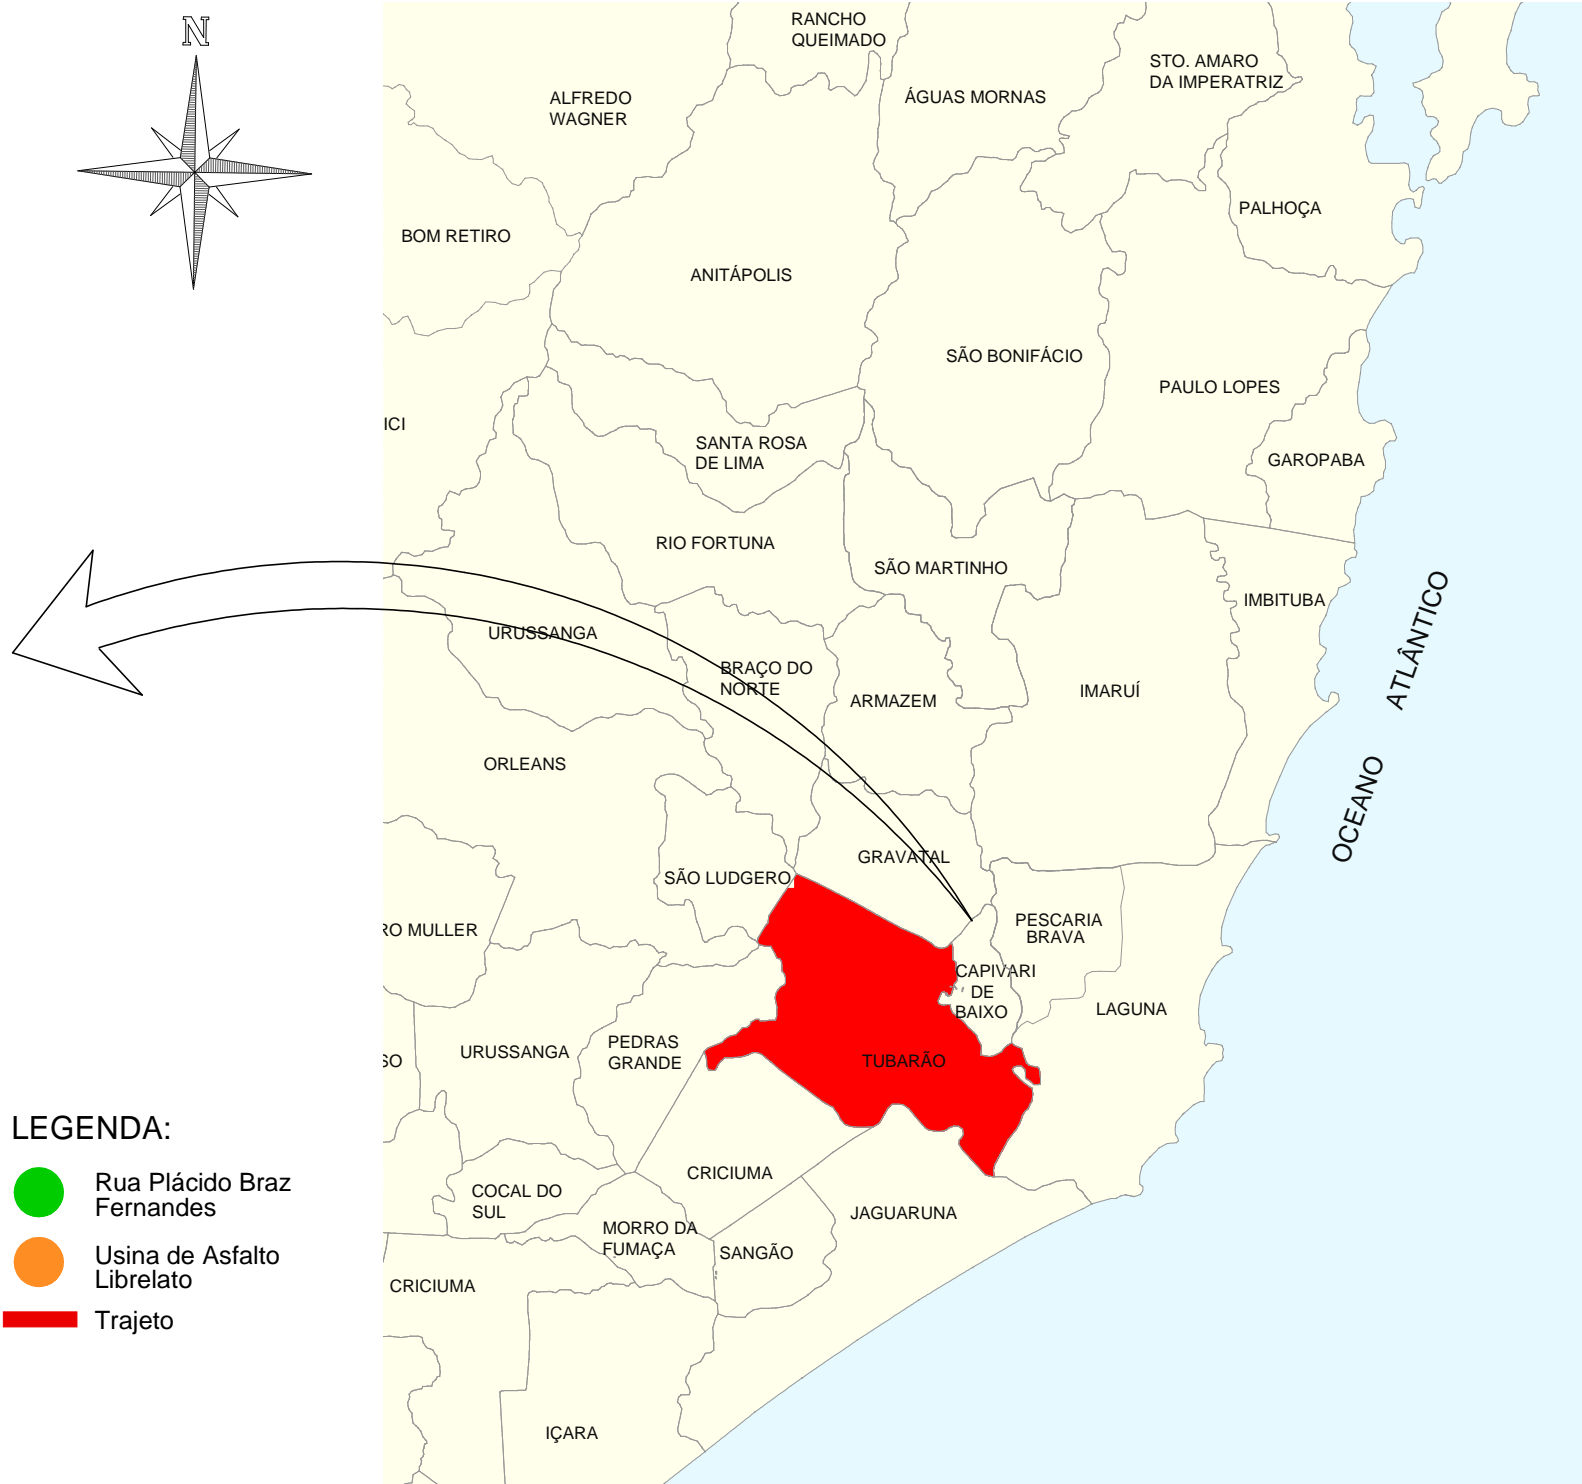 N
RANCHO
QUEIMADO
STO. AMARO
DA IMPERATRIZ
ALFREDO
WAGNER
ÁGUAS MORNAS
PALHOÇA
BOM RETIRO
ANITÁPOLIS
SÃO BONIFÁCIO
PAULO LOPES
ICI
SANTA ROSA
DE LIMA
GAROPABA
RIO FORTUNA
SÃO MARTINHO
IMBITUBA
OCEANO ATLÂNTICO
URUSSANGA
BRAÇO DO
NORTE
ARMAZEM
IMARUÍ
ORLEANS
GRAVATAL
SÃO LUDGERO
PESCARIA
BRAVA
RO MULLER
CAPIVARI
DE
BAIXO
LAGUNA
PEDRAS
GRANDE
URUSSANGA
SO
TUBARÃO
CRICIUMA
COCAL DO
SUL
JAGUARUNA
MORRO DA
FUMAÇA
SANGÃO
CRICIUMA
IÇARA
LEGENDA:
Rua Plácido Braz
Fernandes
Usina de Asfalto
Librelato
Trajeto